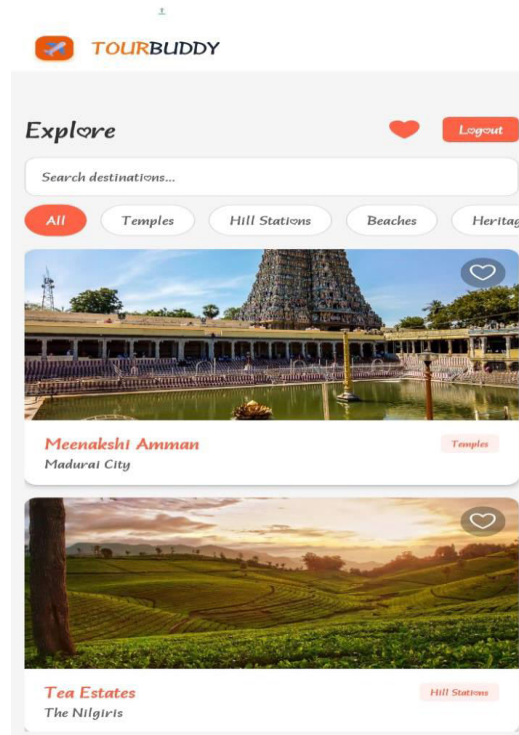 TOURBUDDY
Explore
Logout
Search destinations...
All Temples Hill Stations Beaches Heritag
Meenakshi Amman
Temples
Madurai City
Tea Estates
Hill Stations
The Nilgiris